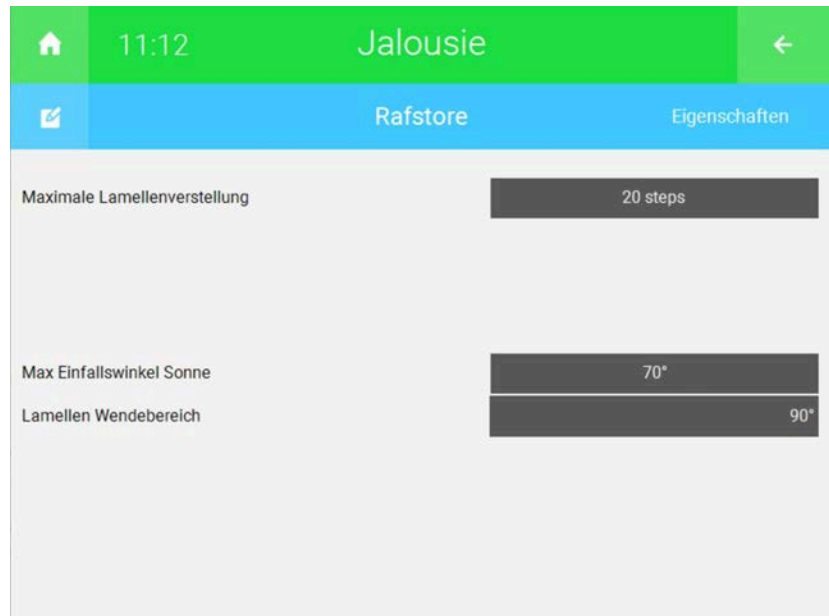 11:12 Jalousie
Rafstore Eigenschaften
Maximale Lamellenverstellung 20 steps
Max Einfallswinkel Sonne 70°
Lamellen Wendebereich 90°